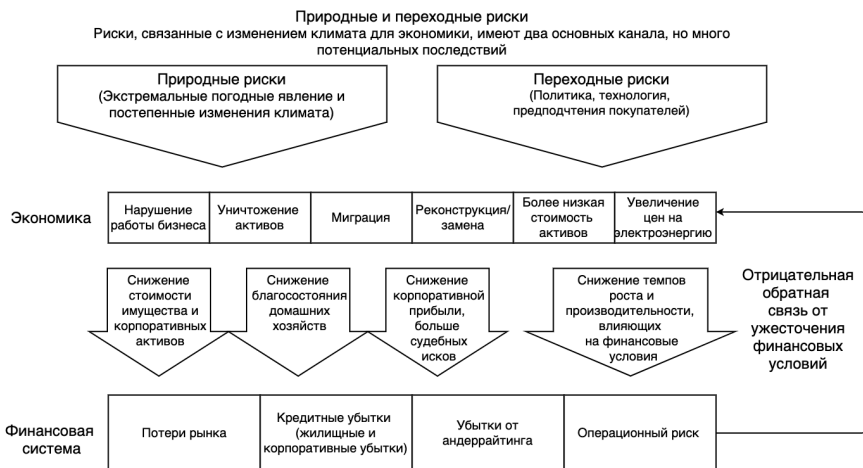 Природные и переходные риски
Риски, связанные с изменением климата для экономики, имеют два основных канала, но много
потенциальных последствий
Природные риски
(Экстремальные погодные явление и
постепенные изменения климата)
Переходные риски
(Политика, технология,
предподчтения покупателей)
Экономика
Нарушение
работы бизнеса
Уничтожение
активов
Миграция
Реконструкция/
замена
Более низкая
стоимость
активов
Увеличение
цен на
электроэнергию
Снижение
стоимости
имущества и
корпоративных
активов
Снижение
благосостояния
домашних
хозяйств
Снижение
корпоративной
прибыли,
больше
судебных
исков
Снижение темпов
роста и
производительности,
влияющих
на финансовые
условия
Отрицательная
обратная
связь от
ужесточения
финансовых
условий
Финансовая
система
Потери рынка
Кредитные убытки
(жилищные и
корпоративные убытки)
Убытки от
андеррайтинга
Операционный риск